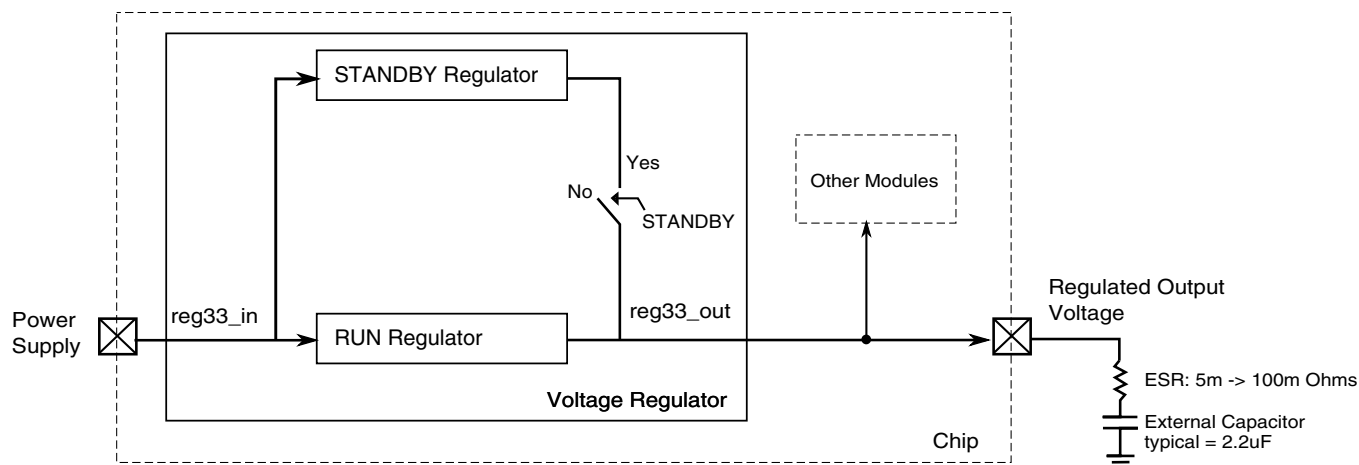 STANDBY Regulator
Yes
No
STANDBY
Other Modules
Power
Supply
reg33_in
RUN Regulator
reg33_out
Regulated Output
Voltage
ESR: 5m -> 100m Ohms
Voltage Regulator
External Capacitor
typical = 2.2uF
Chip